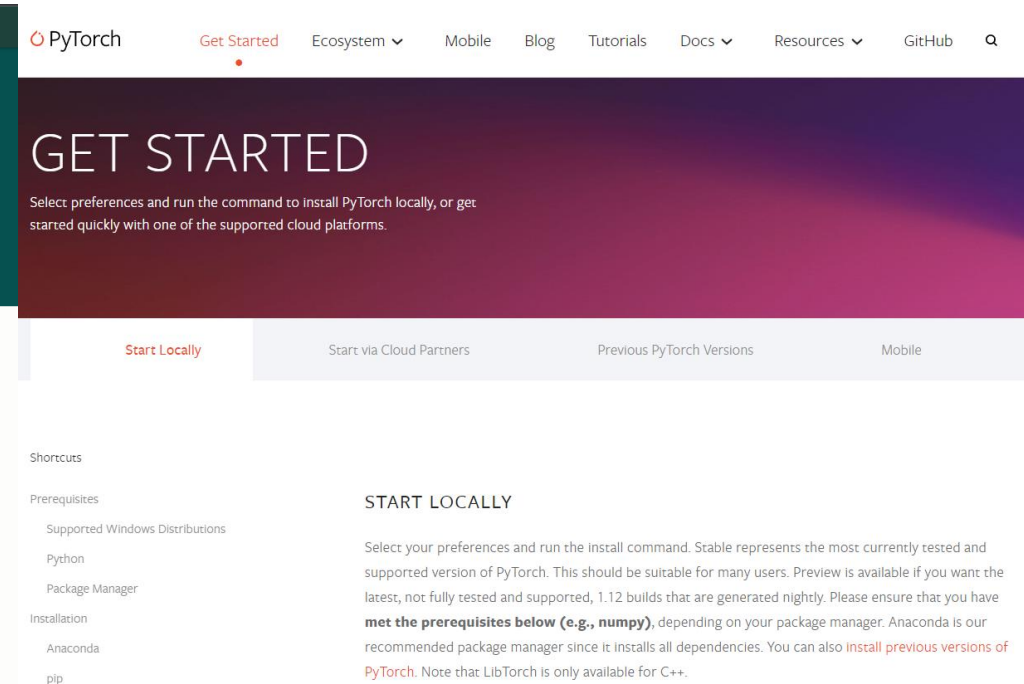 PyTorch
Get Started
Ecosystem
Mobile
Blog
Tutorials
Docs
Resources
GitHub
GET STARTED
Select preferences and run the command to install PyTorch locally, or get
started quickly with one of the supported cloud platforms.
Start Locally
Start via Cloud Partners
Previous PyTorch Versions
Mobile
Shortcuts
Prerequisites
Supported Windows Distributions
Python
Package Manager
Installation
Anaconda
pip
START LOCALLY
Select your preferences and run the install command. Stable represents the most currently tested and
supported version of PyTorch. This should be suitable for many users. Preview is available if you want the
latest, not fully tested and supported, 1.12 builds that are generated nightly. Please ensure that you have
met the prerequisites below (e.g., numpy), depending on your package manager. Anaconda is our
recommended package manager since it installs all dependencies. You can also install previous versions of
PyTorch. Note that LibTorch is only available for C++.